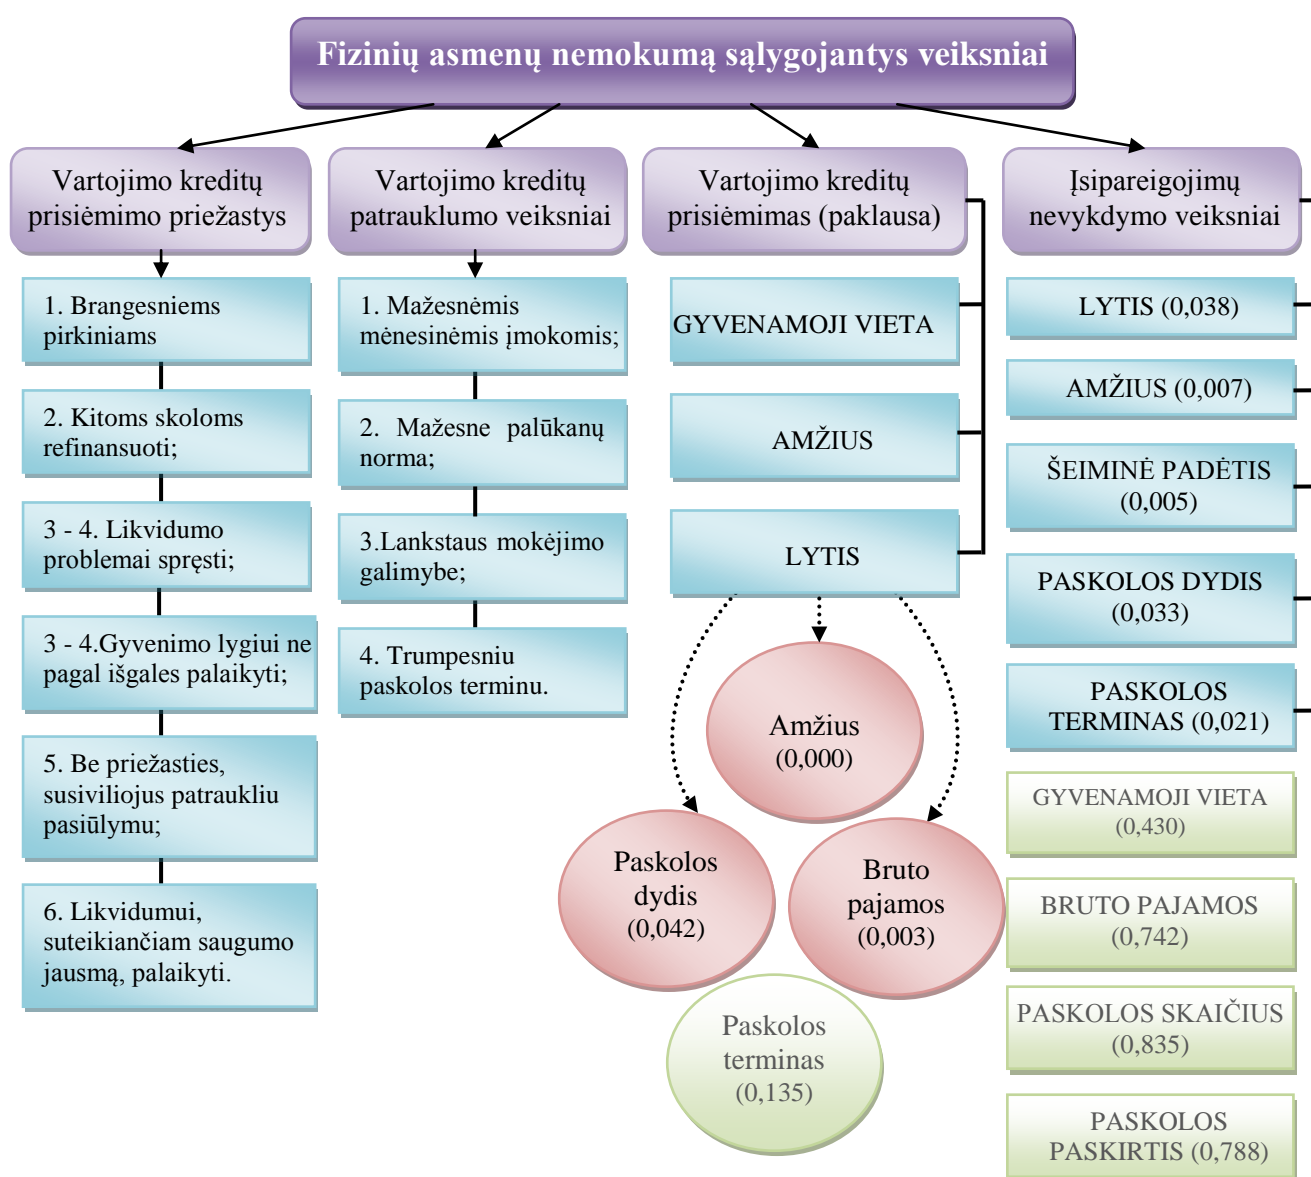 Fizinių asmenų nemokumą sąlygojantys veiksniai
Vartojimo kreditų
prisiėmimo priežastys
1. Brangesniems
pirkiniams
2. Kitoms skoloms
refinansuoti;
3 - 4. Likvidumo
problemai spręsti;
3 - 4.Gyvenimo lygiui ne
pagal išgales palaikyti;
5. Be priežasties,
susiviliojus patraukliu
pasiūlymu;
6. Likvidumui,
suteikiančiam saugumo
jausmą, palaikyti.
Vartojimo kreditų
patrauklumo veiksniai
1. Mažesnėmis
mėnesinėmis įmokomis;
2. Mažesne palūkanų
norma;
3.Lankstaus mokėjimo
galimybe;
4. Trumpesniu
paskolos terminu.
Vartojimo kreditų
prisiėmimas (paklausa)
GYVENAMOJI VIETA
AMŽIUS
LYTIS
Amžius
(0,000)
Paskolos
dydis
(0,042)
Bruto
pajamos
(0,003)
Paskolos
terminas
(0,135)
Įsipareigojimų
nevykdymo veiksniai
LYTIS (0,038)
AMŽIUS (0,007)
ŠEIMINĖ PADĖTIS
(0,005)
PASKOLOS DYDIS
(0,033)
PASKOLOS
TERMINAS (0,021)
GYVENAMOJI VIETA
(0,430)
BRUTO PAJAMOS
(0,742)
PASKOLOS SKAIČIUS
(0,835)
PASKOLOS
PASKIRTIS (0,788)